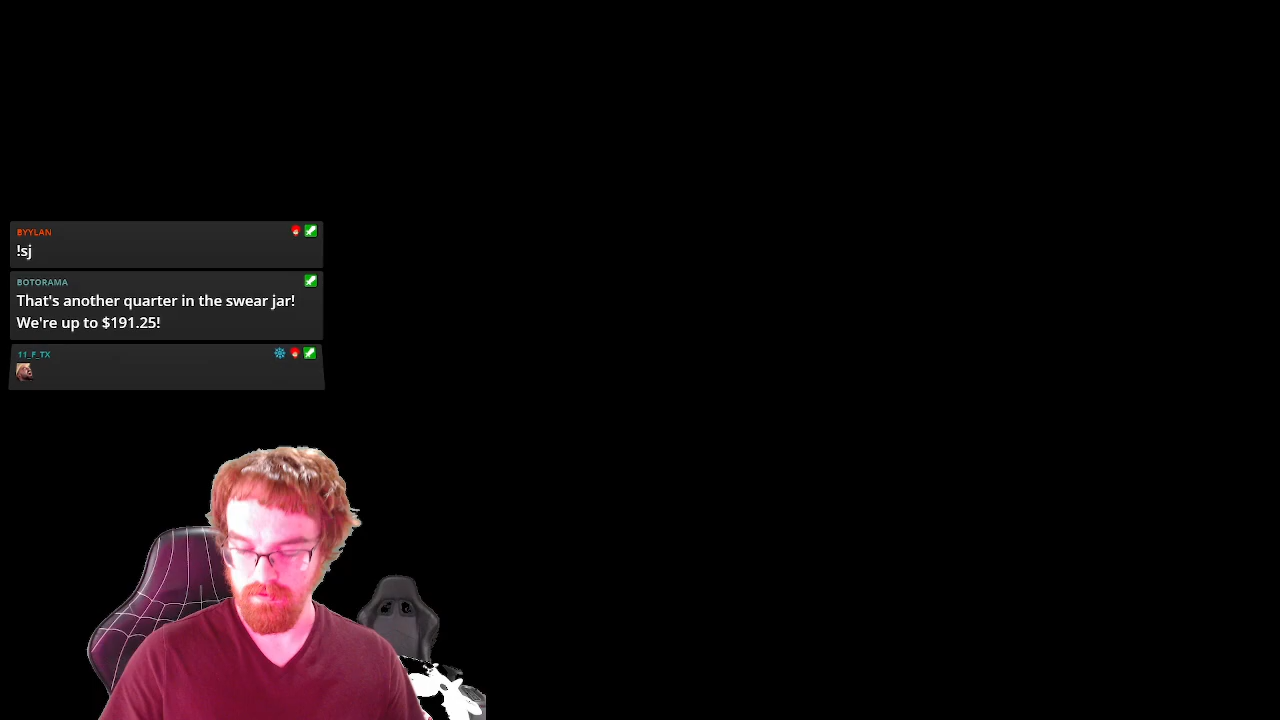 BYYLAN
!sj
BOTORAMA
That's another quarter in the swear jar!
We're up to $191.25!
11_F_TX